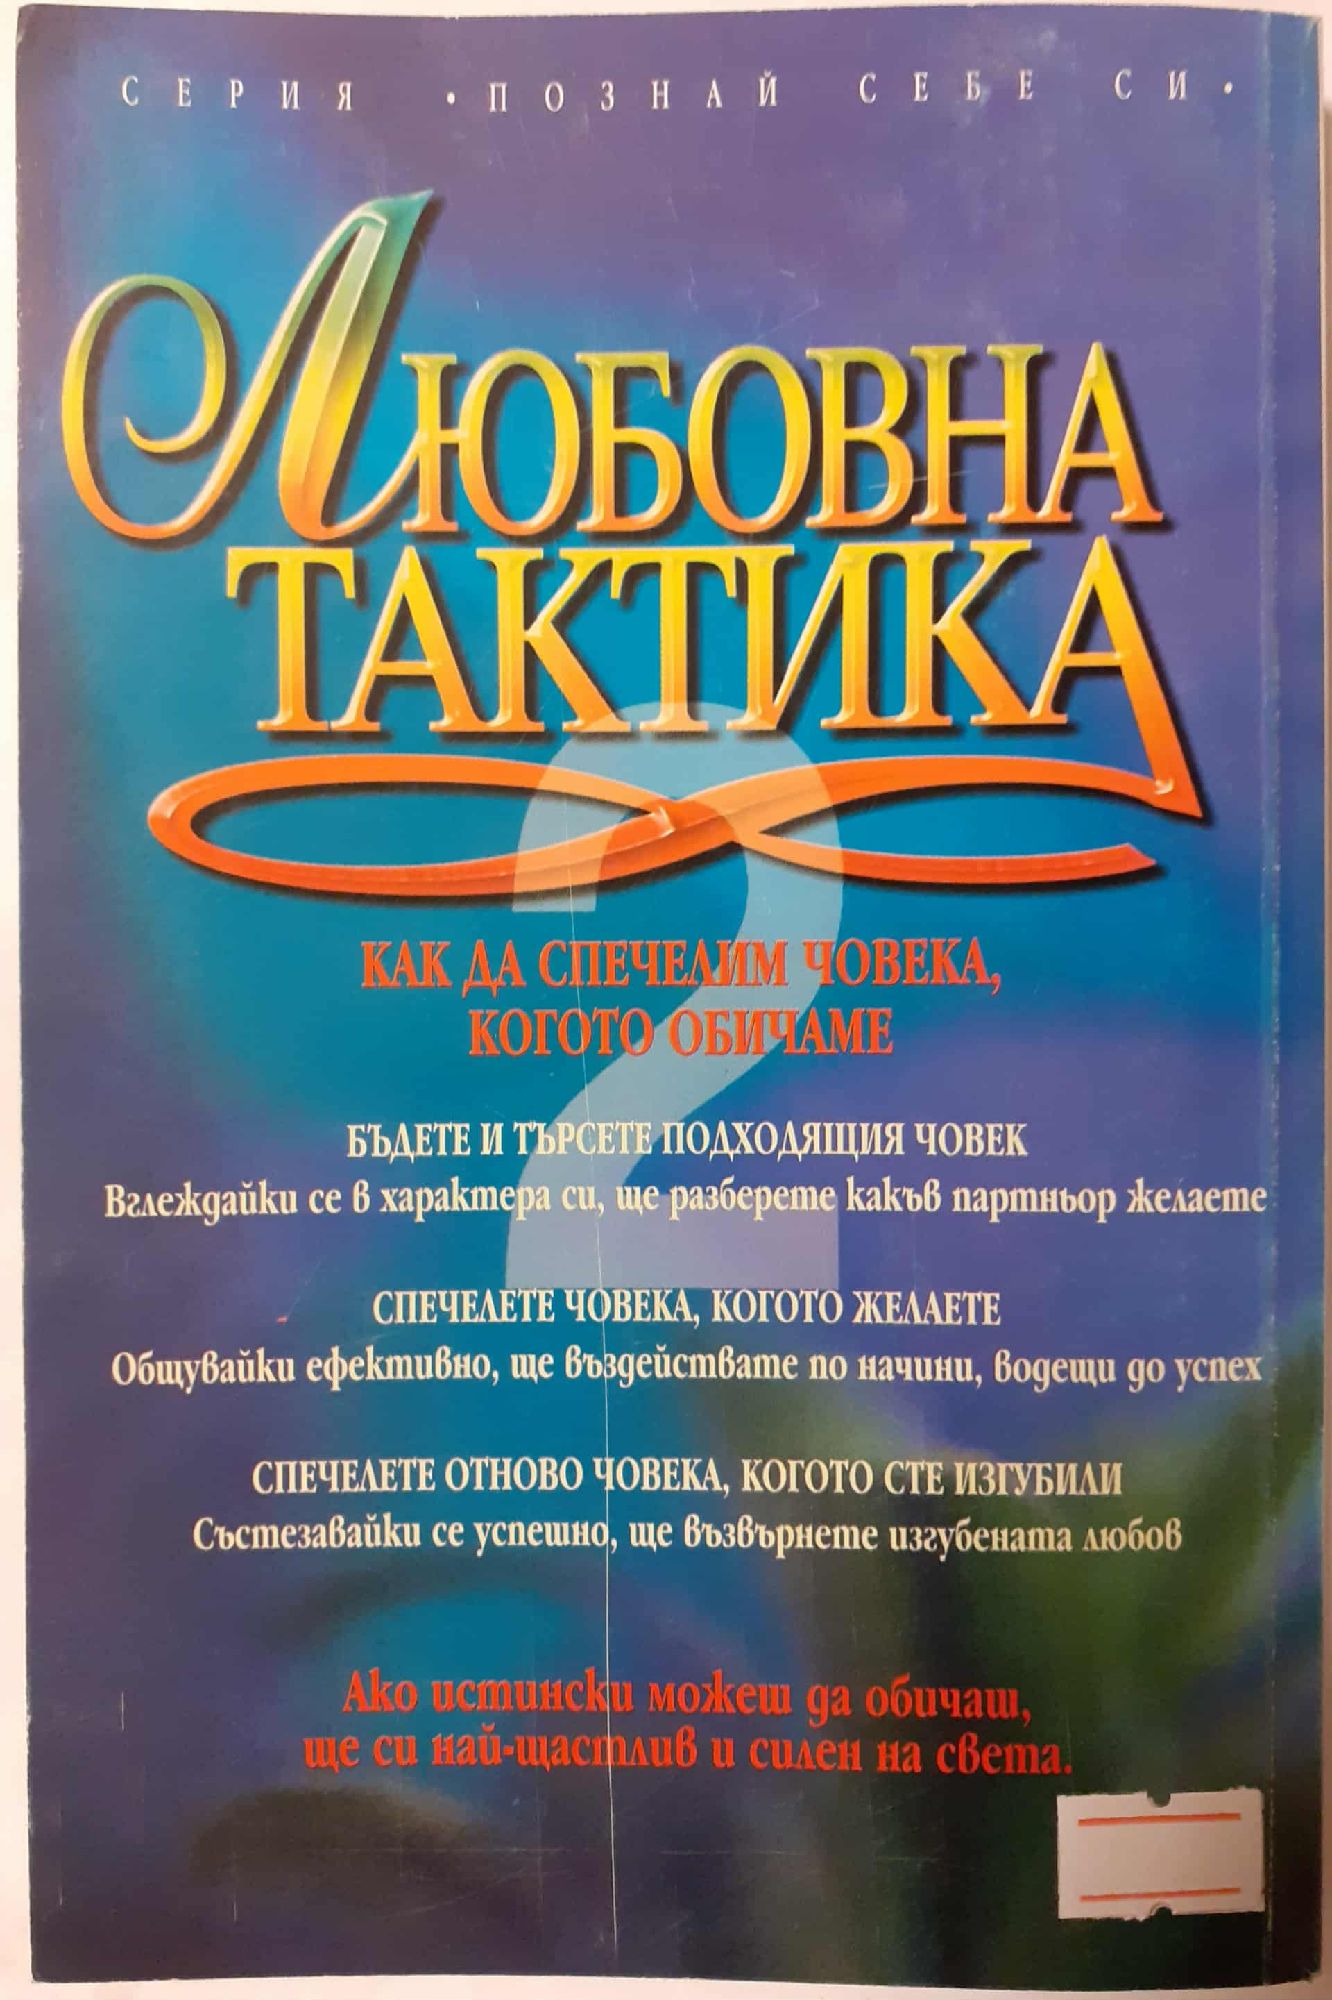 СЕРИЯ •ПОЗНАЙ СЕБЕ СИ•
ЛЮБОВНА
ТАКТИКА
2
КАК ДА СПЕЧЕЛИМ ЧОВЕКА,
КОГОТО ОБИЧАМЕ
БЪДЕТЕ И ТЪРСЕТЕ ПОДХОДЯЩИЯ ЧОВЕК
Вглеждайки се в характера си, ще разберете какъв партньор желаете
СПЕЧЕЛЕТЕ ЧОВЕКА, КОГОТО ЖЕЛАЕТЕ
Общувайки ефективно, ще въздействате по начини, водещи до успех
СПЕЧЕЛЕТЕ ОТНОВО ЧОВЕКА, КОГОТО СТЕ ИЗГУБИЛИ
Състезавайки се успешно, ще възвърнете изгубената любов
Ако истински можеш да обичаш,
ще си най-щастлив и силен на света.